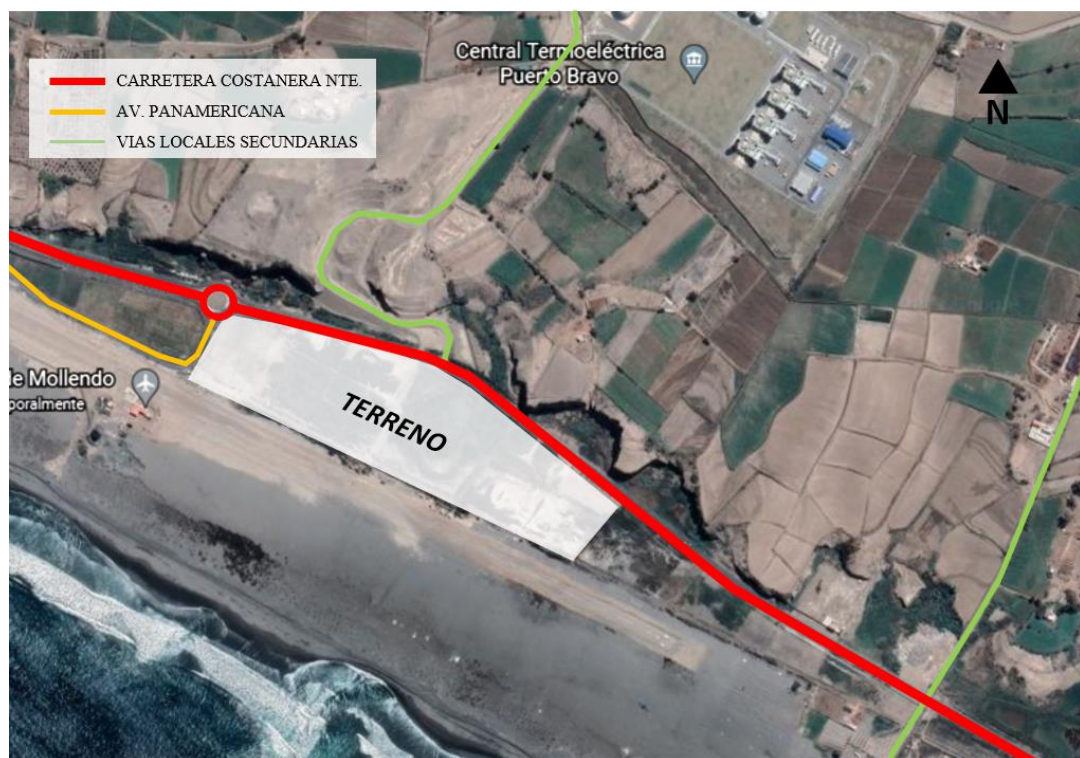 Central Termoeléctrica
Puerto Bravo
CARRETERA COSTANERA NTE.
AV. PANAMERICANA
VIAS LOCALES SECUNDARIAS
N
de Mollendo
poralmente
TERRENO